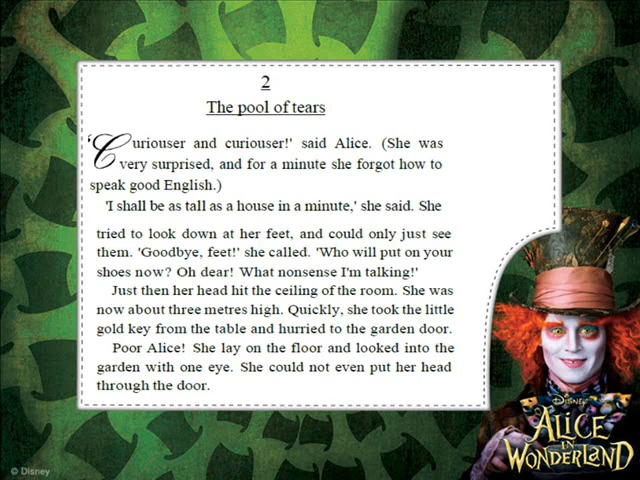 2
The pool of tears
'Curiouser and curiouser!' said Alice. (She was
very surprised, and for a minute she forgot how to
speak good English.)
'I shall be as tall as a house in a minute,' she said. She
tried to look down at her feet, and could only just see
them. 'Goodbye, feet!' she called. 'Who will put on your
shoes now? Oh dear! What nonsense I'm talking!'
Just then her head hit the ceiling of the room. She was
now about three metres high. Quickly, she took the little
gold key from the table and hurried to the garden door.
Poor Alice! She lay on the floor and looked into the
garden with one eye. She could not even put her head
through the door.
DISNEY
ALICE
IN
WONDERLAND
© Disney